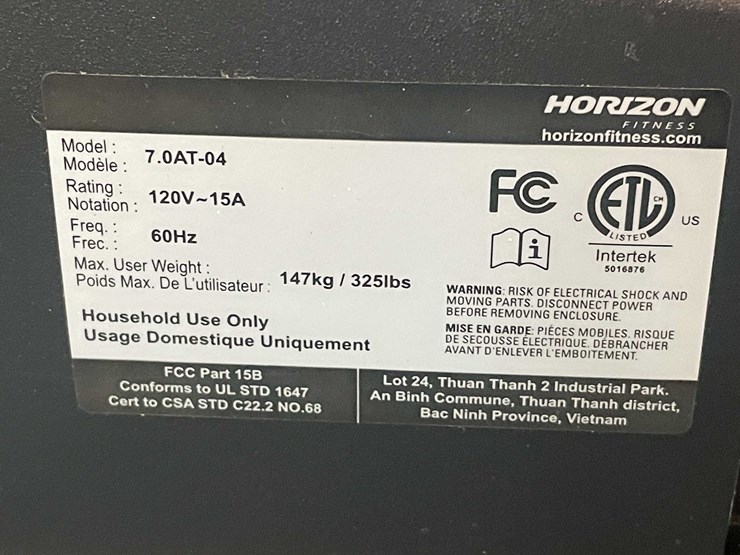 HORIZON
FITNESS
horizonfitness.com
Model :
Modèle :
7.0AT-04
Rating :
Notation :
120V~15A
Freq. :
Frec. :
60Hz
Max. User Weight :
Poids Max. De L'utilisateur :
147kg / 325lbs
Household Use Only
Usage Domestique Uniquement
FC
C
ETL
CM
LISTED
US
i
Intertek
5016876
WARNING: RISK OF ELECTRICAL SHOCK AND
MOVING PARTS. DISCONNECT POWER
BEFORE REMOVING ENCLOSURE.
MISE EN GARDE: PIÉCES MOBILES. RISQUE
DE SECOUSSE ÉLECTRIQUE. DÉBRANCHER
AVANT D'ENLEVER L'EMBOITEMENT.
FCC Part 15B
Conforms to UL STD 1647
Cert to CSA STD C22.2 NO.68
Lot 24, Thuan Thanh 2 Industrial Park.
An Binh Commune, Thuan Thanh district,
Bac Ninh Province, Vietnam